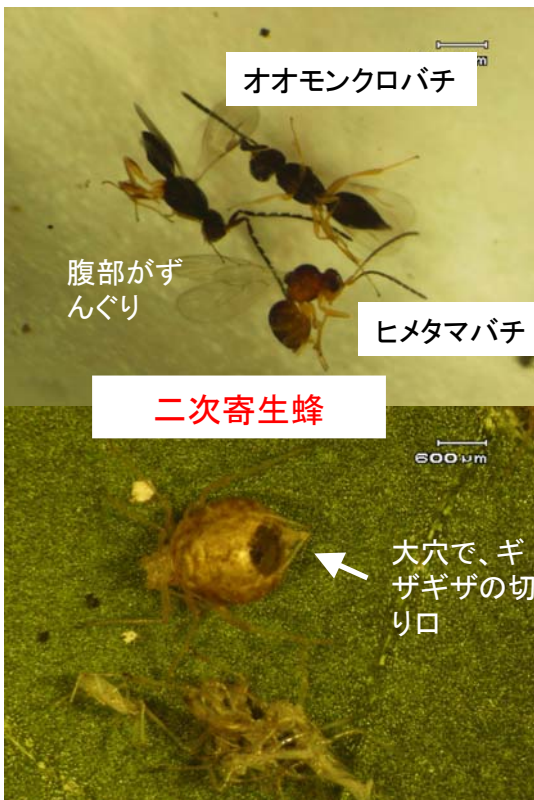 オオモンクロバチ
腹部がず
んぐり
ヒメタマバチ
二次寄生蜂
600μm
大穴で、ギ
ザギザの切
り口